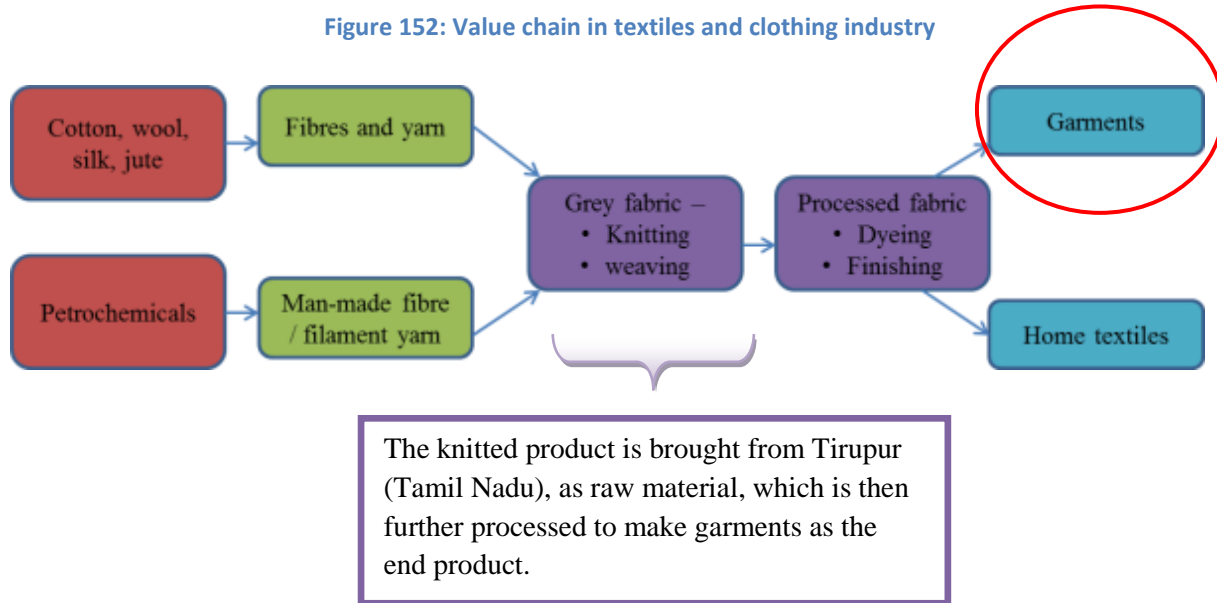 Figure 152: Value chain in textiles and clothing industry
Cotton, wool,
silk, jute
Fibres and yarn
Garments
Grey fabric –
• Knitting
• weaving
Processed fabric
• Dyeing
• Finishing
Petrochemicals
Man-made fibre
/ filament yarn
Home textiles
The knitted product is brought from Tirupur
(Tamil Nadu), as raw material, which is then
further processed to make garments as the
end product.